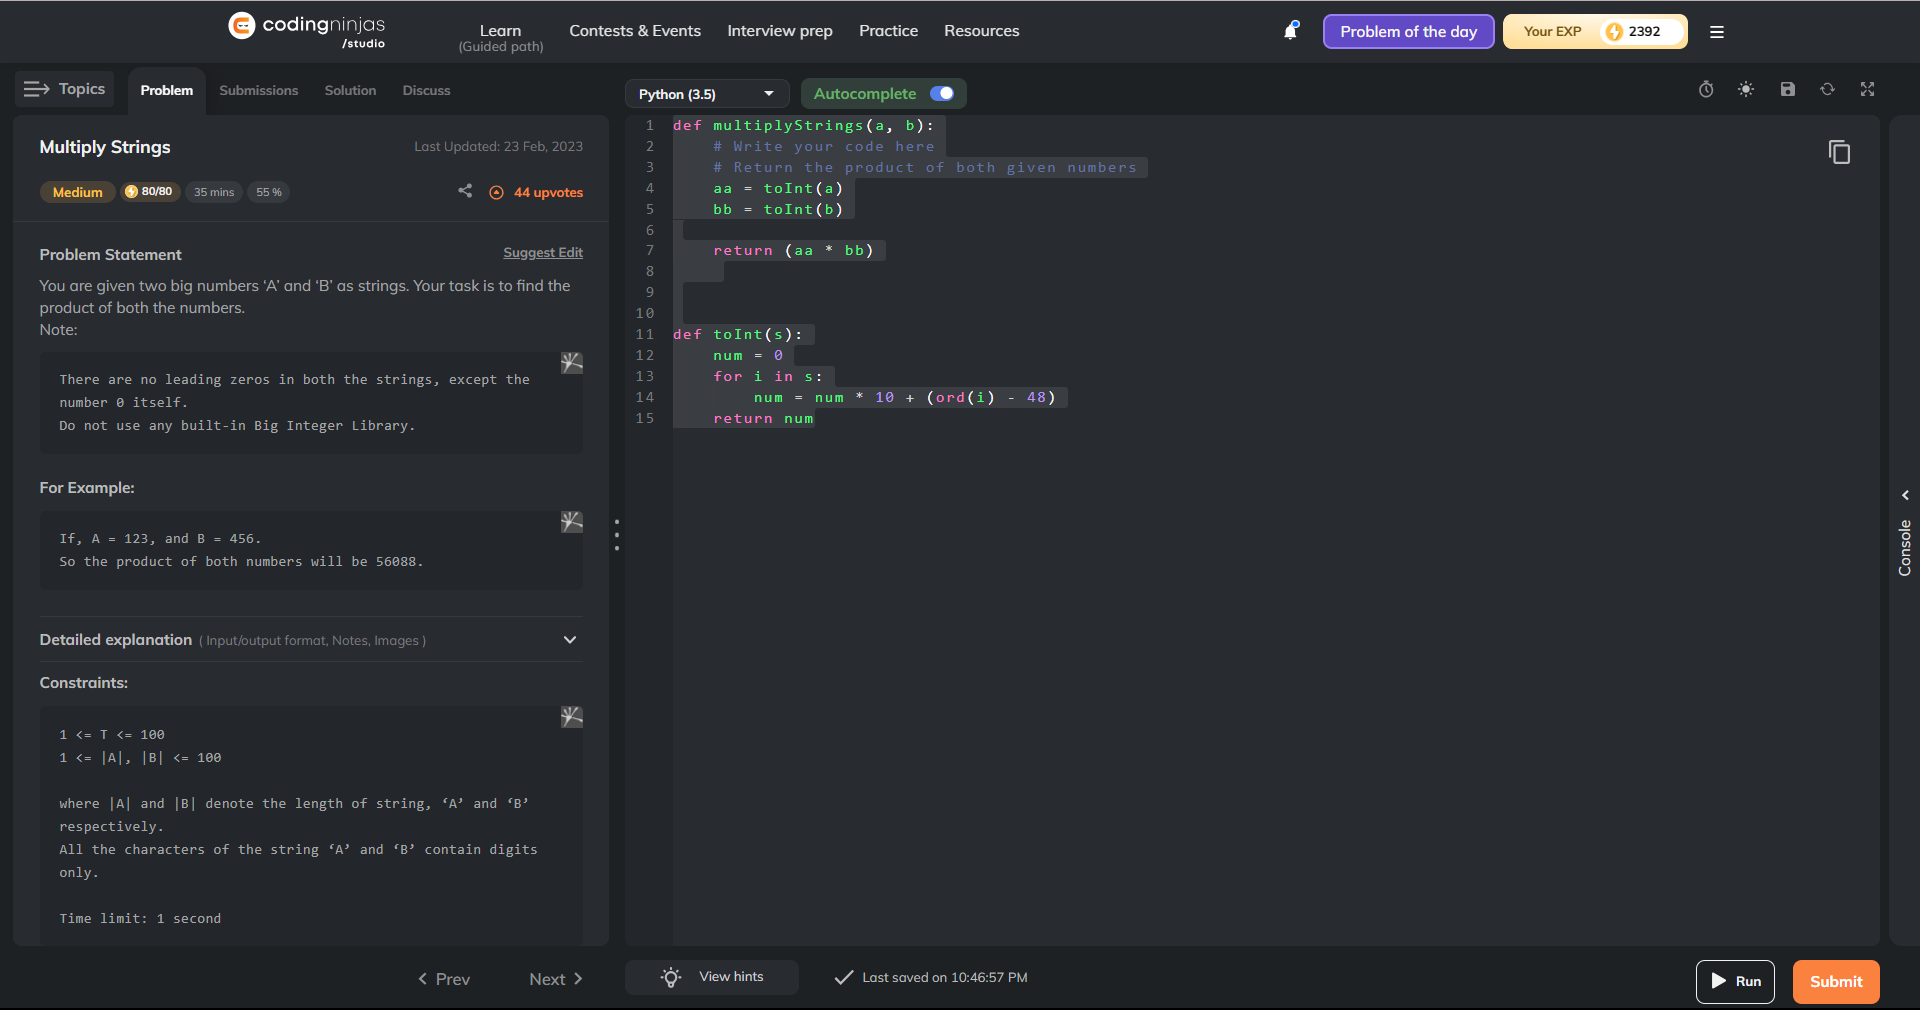 codingninjas
/studio
Learn
(Guided path)
Contests & Events
Interview prep
Practice
Resources
Problem of the day
Your EXP
2392
Topics
Problem
Submissions
Solution
Discuss
Multiply Strings
Last Updated: 23 Feb, 2023
Medium
80/80
35 mins
55 %
44 upvotes
Problem Statement
Suggest Edit
You are given two big numbers ‘A’ and ‘B’ as strings. Your task is to find the
product of both the numbers.
Note:
There are no leading zeros in both the strings, except the
number 0 itself.
Do not use any built-in Big Integer Library.
For Example:
If, A = 123, and B = 456.
So the product of both numbers will be 56088.
Detailed explanation ( Input/output format, Notes, Images )
Constraints:
1 <= T <= 100
1 <= |A|, |B| <= 100
where |A| and |B| denote the length of string, ‘A’ and ‘B’
respectively.
All the characters of the string ‘A’ and ‘B’ contain digits
only.
Time limit: 1 second
Prev
Next
Python (3.5)
Autocomplete
1 def multiplyStrings(a, b):
2 # Write your code here
3 # Return the product of both given numbers
4 aa = toInt(a)
5 bb = toInt(b)
6
7 return (aa * bb)
8
9
10
11 def toInt(s):
12 num = 0
13 for i in s:
14 num = num * 10 + (ord(i) - 48)
15 return num
Console
View hints
Last saved on 10:46:57 PM
Run
Submit